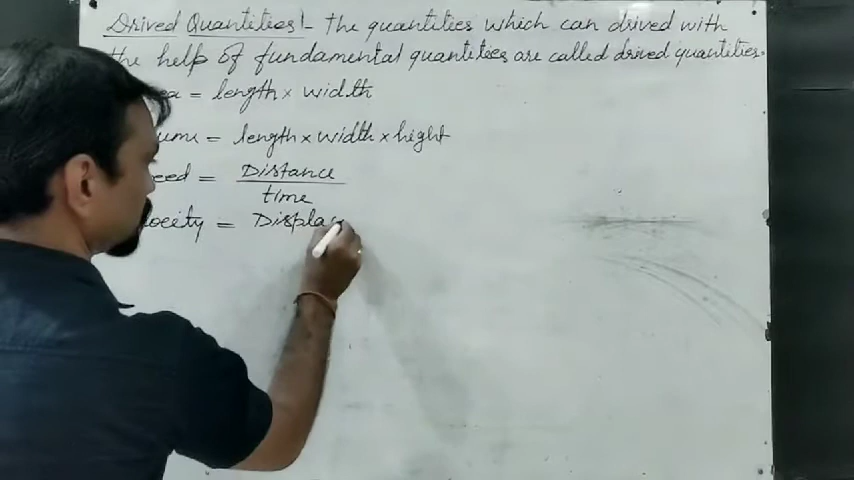 Drived Quantities!- The quantities which can drived with
the help of fundamental quantities are called drived quantities.
= length × width
= length × width × hight
= Distance
time
= Displac